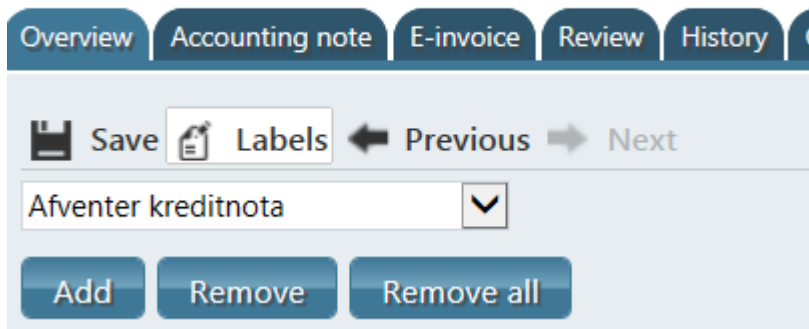 Overview Accounting note E-invoice Review History
Save Labels Previous Next
Afventer kreditnota
Add Remove Remove all